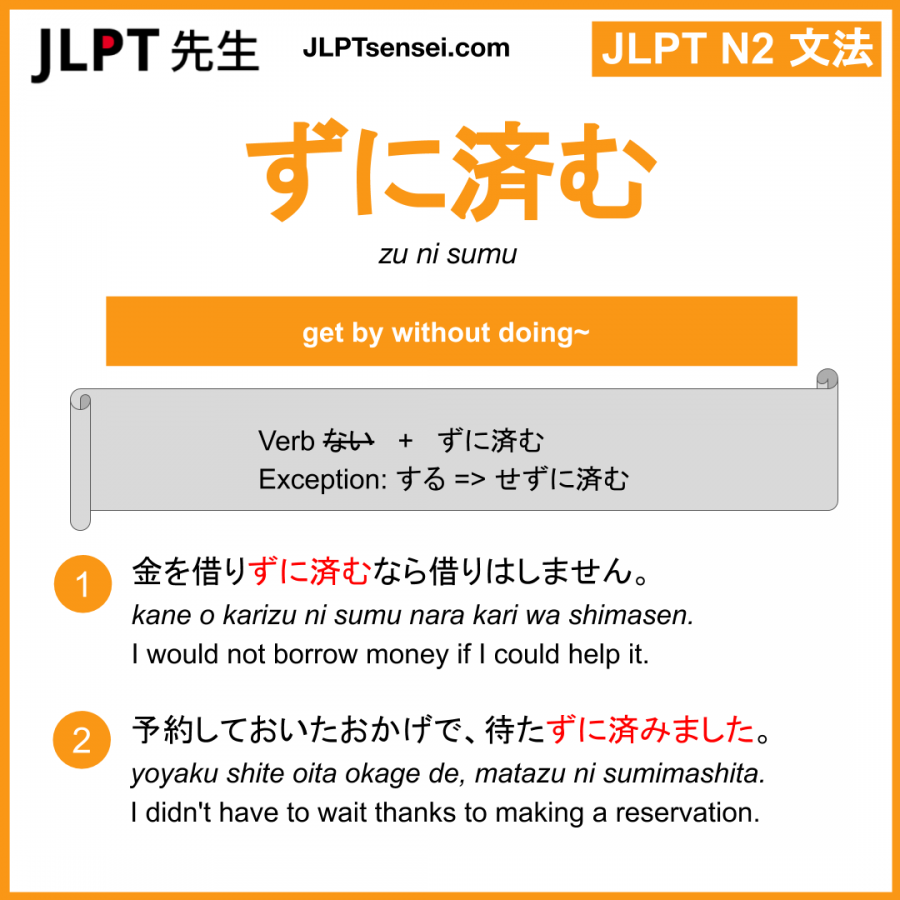 JLPT 先生
JLPTsensei.com
JLPT N2 文法
ずに済む
zu ni sumu
get by without doing~
Verb ない + ずに済む
Exception: する => せずに済む
1 金を借りずに済むなら借りはしません。
kane o karizu ni sumu nara kari wa shimasen.
I would not borrow money if I could help it.
2 予約しておいたおかげで、待たずに済みました。
yoyaku shite oita okage de, matazu ni sumimashita.
I didn't have to wait thanks to making a reservation.